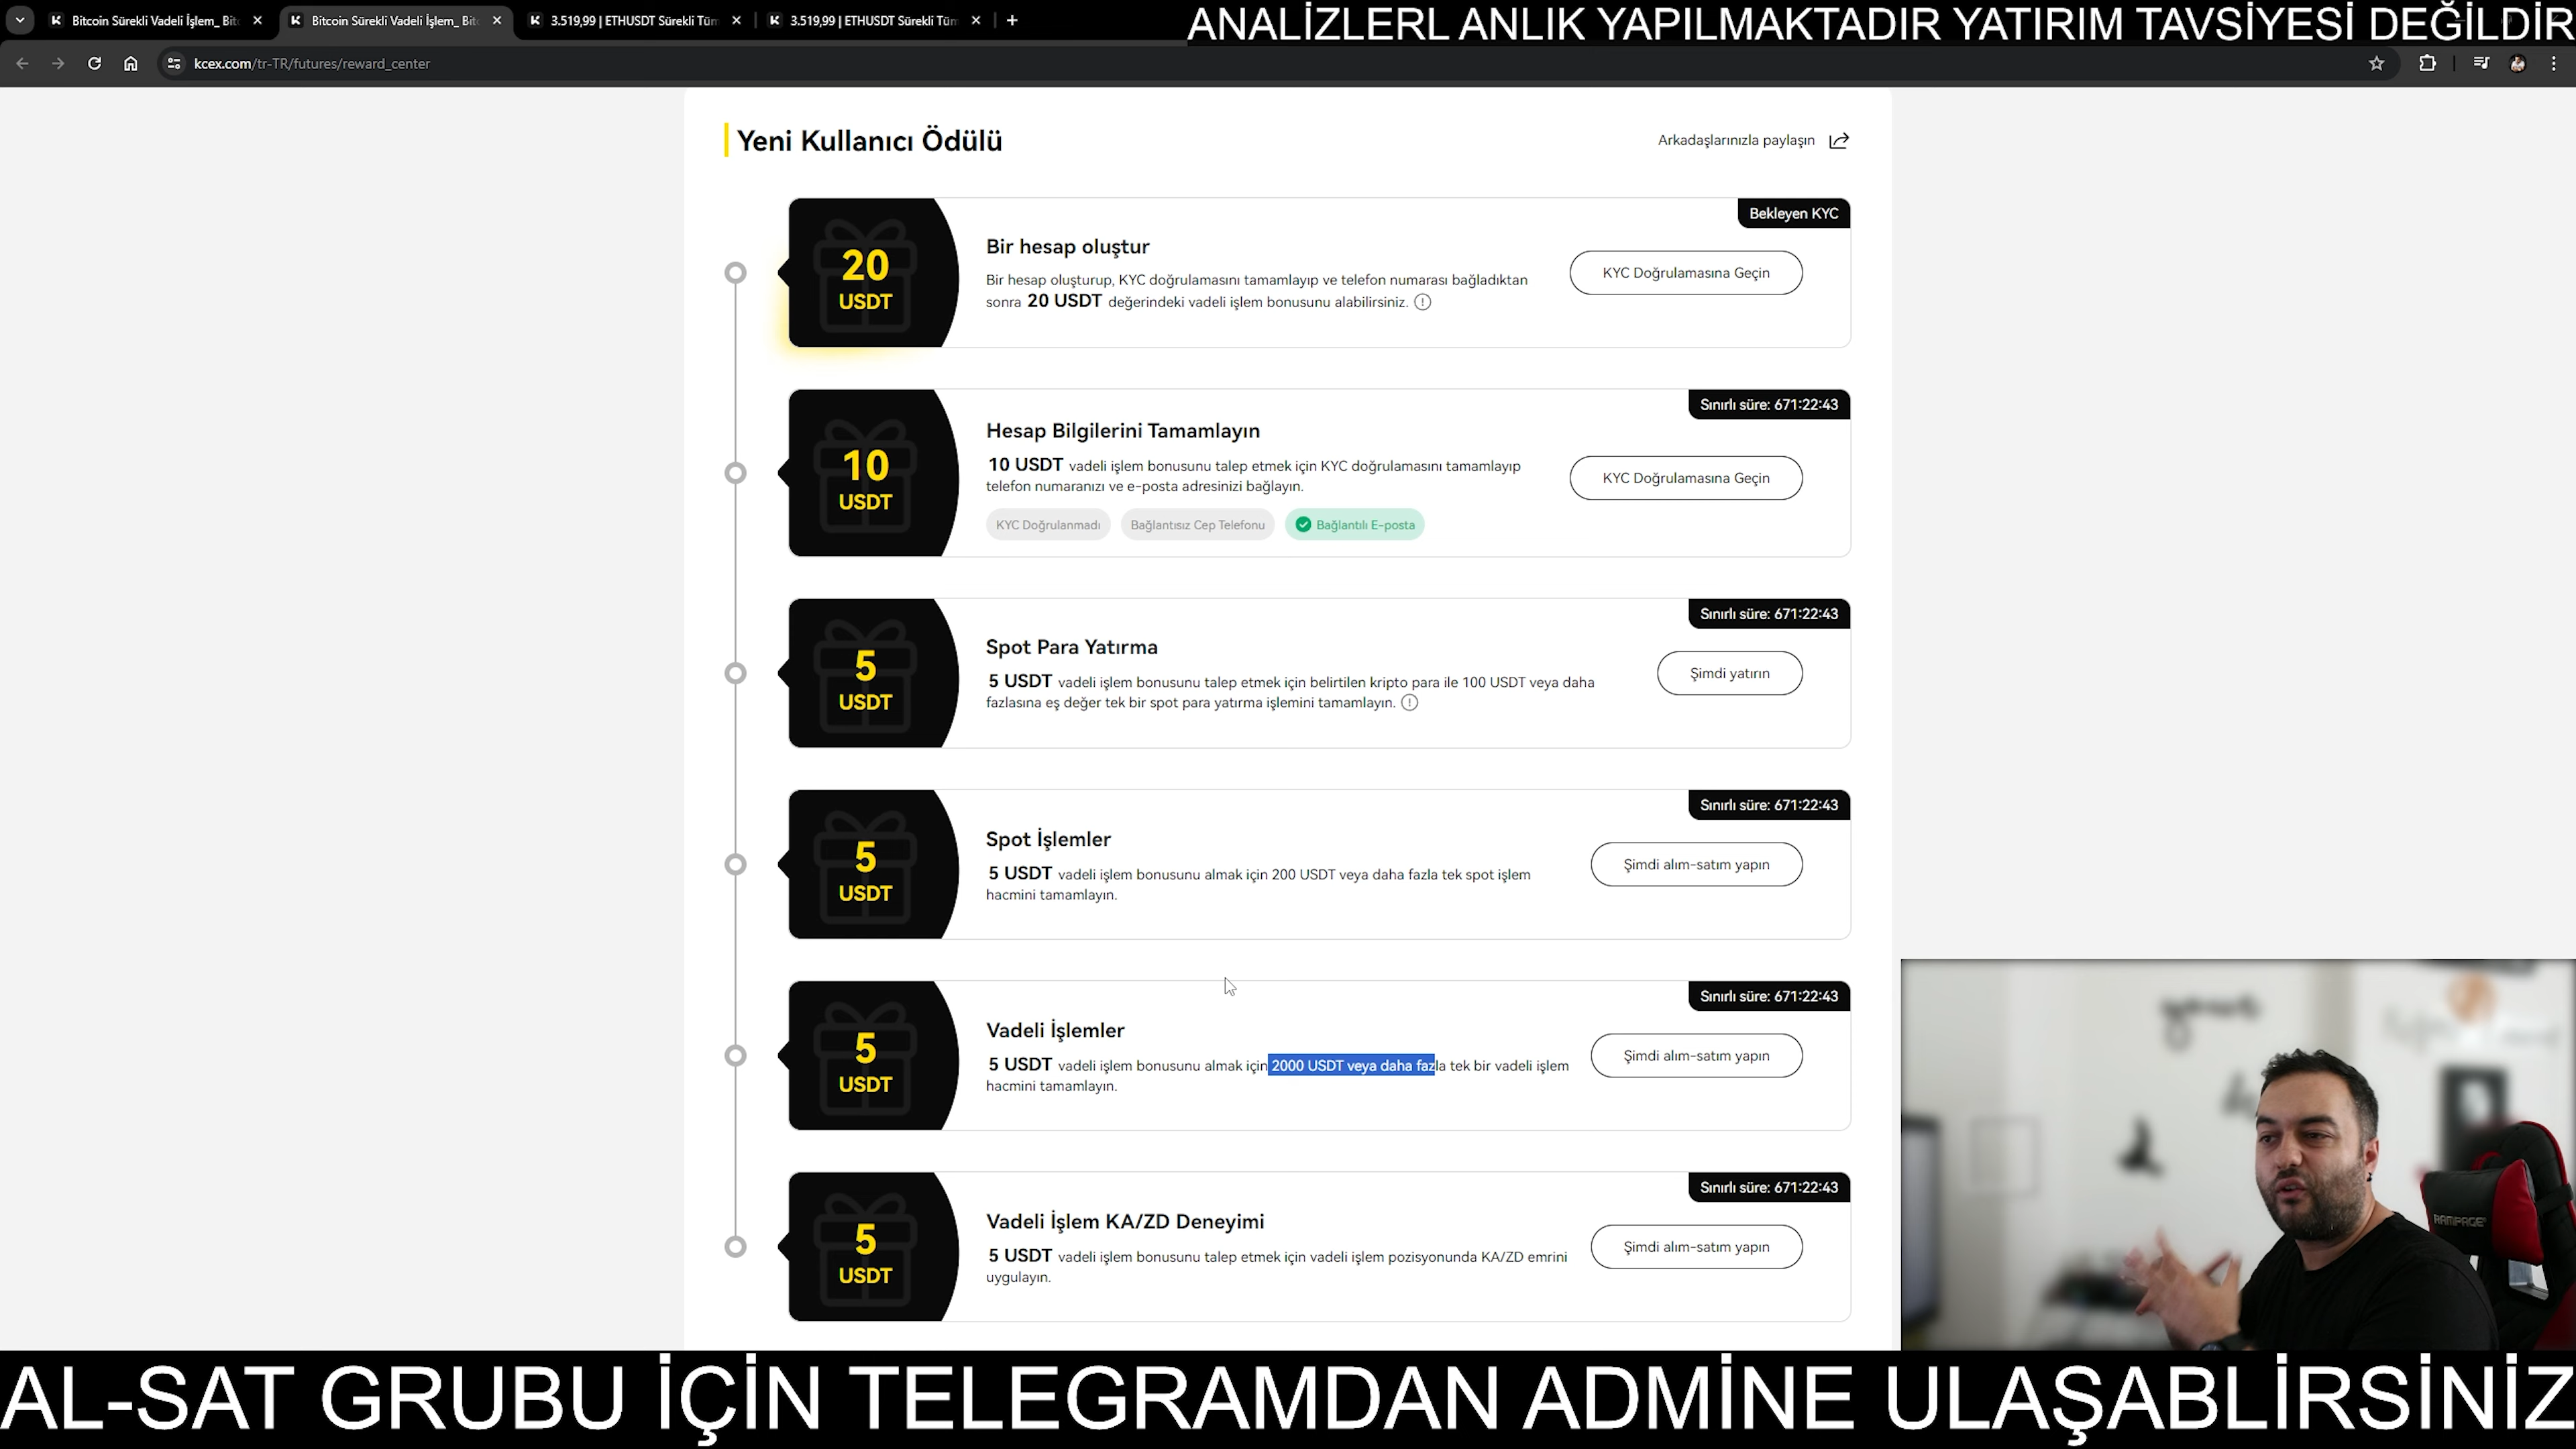 Bitcoin Sürekli Vadeli İşlem_ Bit
Bitcoin Sürekli Vadeli İşlem_ Bit
3.519,99 | ETHUSDT Sürekli Tüm
3.519,99 | ETHUSDT Sürekli Tüm
ANALİZLERL ANLIK YAPILMAKTADIR YATIRIM TAVSİYESİ DEĞİLDİR
kcex.com/tr-TR/futures/reward_center
Yeni Kullanıcı Ödülü
Arkadaşlarınızla paylaşın
20
USDT
Bekleyen KYC
Bir hesap oluştur
Bir hesap oluşturup, KYC doğrulamasını tamamlayıp ve telefon numarası bağladıktan
sonra 20 USDT değerindeki vadeli işlem bonusunu alabilirsiniz.
KYC Doğrulamasına Geçin
10
USDT
Sınırlı süre: 671:22:43
Hesap Bilgilerini Tamamlayın
10 USDT vadeli işlem bonusunu talep etmek için KYC doğrulamasını tamamlayıp
telefon numaranızı ve e-posta adresinizi bağlayın.
KYC Doğrulamasına Geçin
KYC Doğrulanmadı
Bağlantısız Cep Telefonu
Bağlantılı E-posta
5
USDT
Sınırlı süre: 671:22:43
Spot Para Yatırma
5 USDT vadeli işlem bonusunu talep etmek için belirtilen kripto para ile 100 USDT veya daha
fazlasına eş değer tek bir spot para yatırma işlemini tamamlayın.
Şimdi yatırın
5
USDT
Sınırlı süre: 671:22:43
Spot İşlemler
5 USDT vadeli işlem bonusunu almak için 200 USDT veya daha fazla tek spot işlem
hacmini tamamlayın.
Şimdi alım-satım yapın
5
USDT
Sınırlı süre: 671:22:43
Vadeli İşlemler
5 USDT vadeli işlem bonusunu almak için 2000 USDT veya daha fazla tek bir vadeli işlem
hacmini tamamlayın.
Şimdi alım-satım yapın
5
USDT
Sınırlı süre: 671:22:43
Vadeli İşlem KA/ZD Deneyimi
5 USDT vadeli işlem bonusunu talep etmek için vadeli işlem pozisyonunda KA/ZD emrini
uygulayın.
Şimdi alım-satım yapın
RAMPAGE
AL-SAT GRUBU İÇİN TELEGRAMDAN ADMİNE ULAŞABLİRSİNİZ